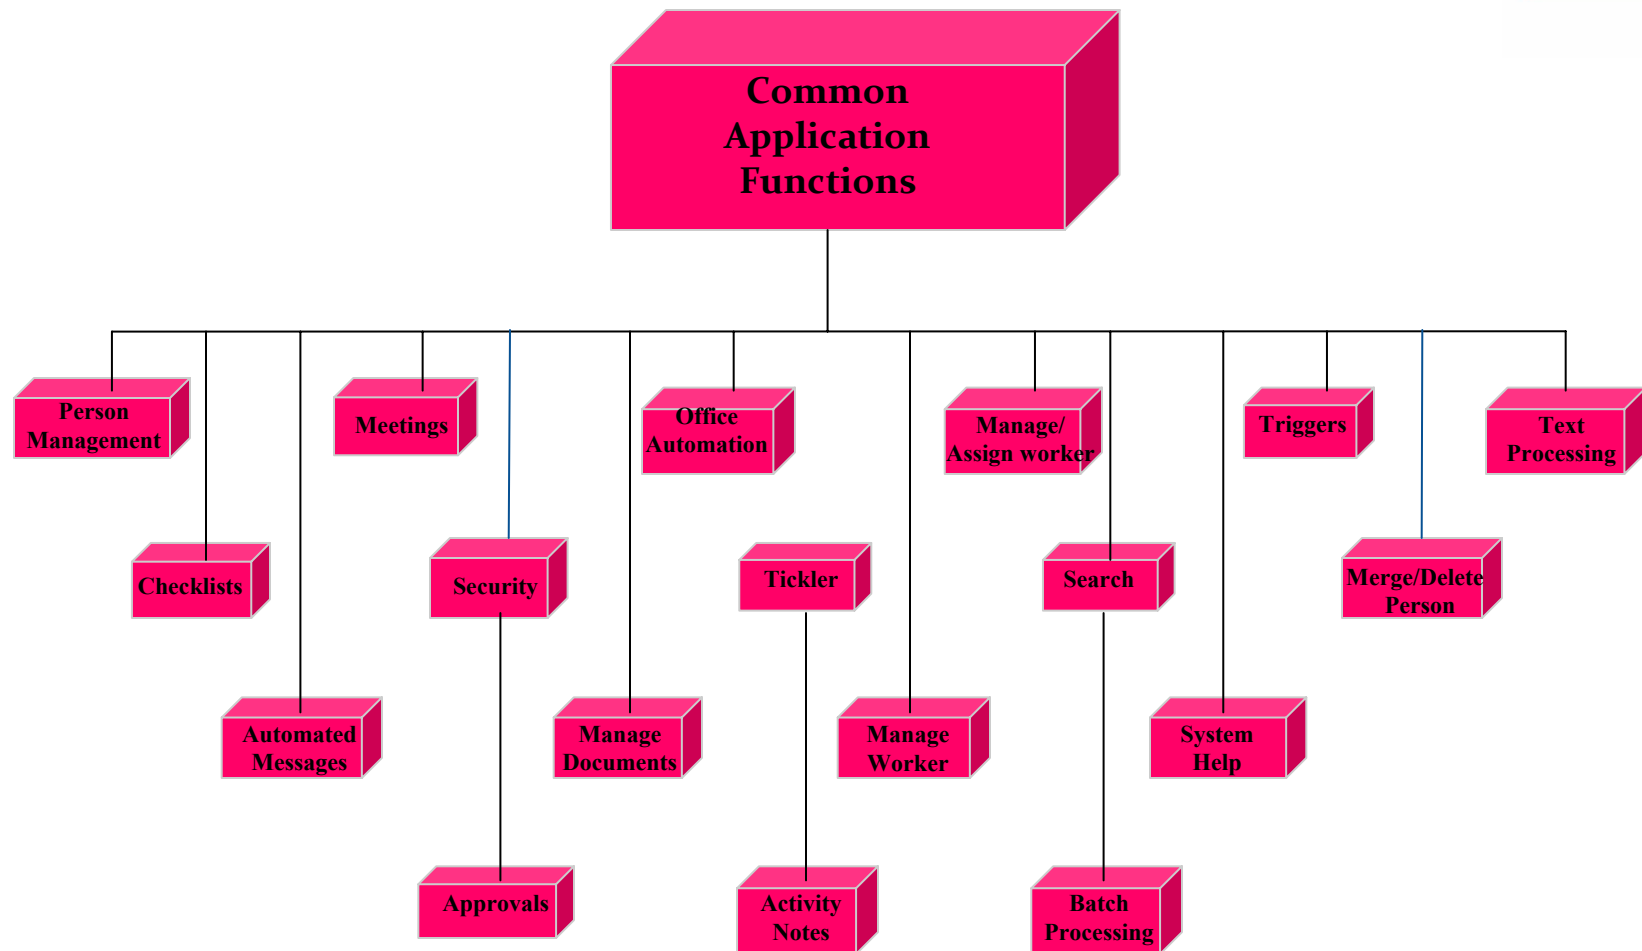 Common
Application
Functions
Person
Management
Meetings
Office
Automation
Manage/
Assign worker
Triggers
Text
Processing
Checklists
Security
Tickler
Search
Merge/Delete
Person
Automated
Messages
Manage
Documents
Manage
Worker
System
Help
Approvals
Activity
Notes
Batch
Processing